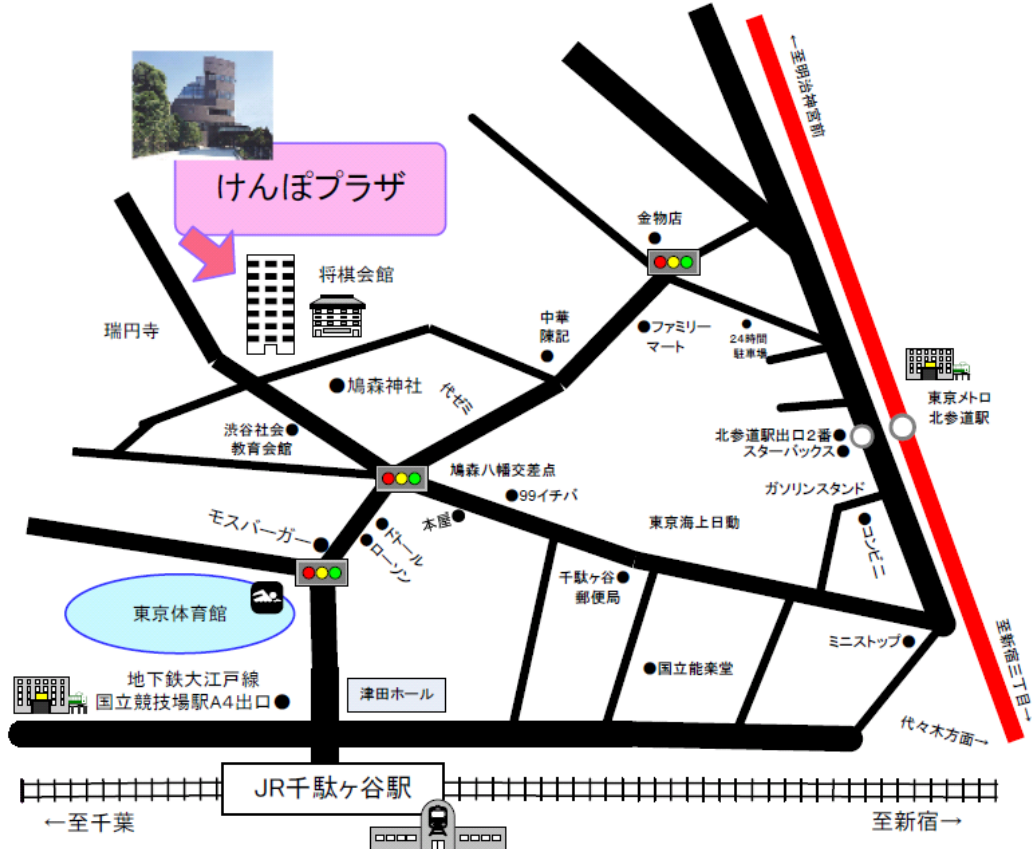 ←至明治神宮前
けんぽプラザ
金物店
将棋会館
中華
陳記
ファミリー
マート
24時間
駐車場
瑞円寺
鳩森神社
代ゼミ
東京メトロ
北参道駅
渋谷社会
教育会館
北参道駅出口2番
スターバックス
鳩森八幡交差点
99イチバ
ガソリンスタンド
モスバーガー
ドトール
ローソン
本屋
東京海上日動
コンビニ
千駄ヶ谷
郵便局
東京体育館
ミニストップ
国立能楽堂
至新宿三丁目→
地下鉄大江戸線
国立競技場駅A4出口
津田ホール
代々木方面→
JR千駄ヶ谷駅
←至千葉
至新宿→